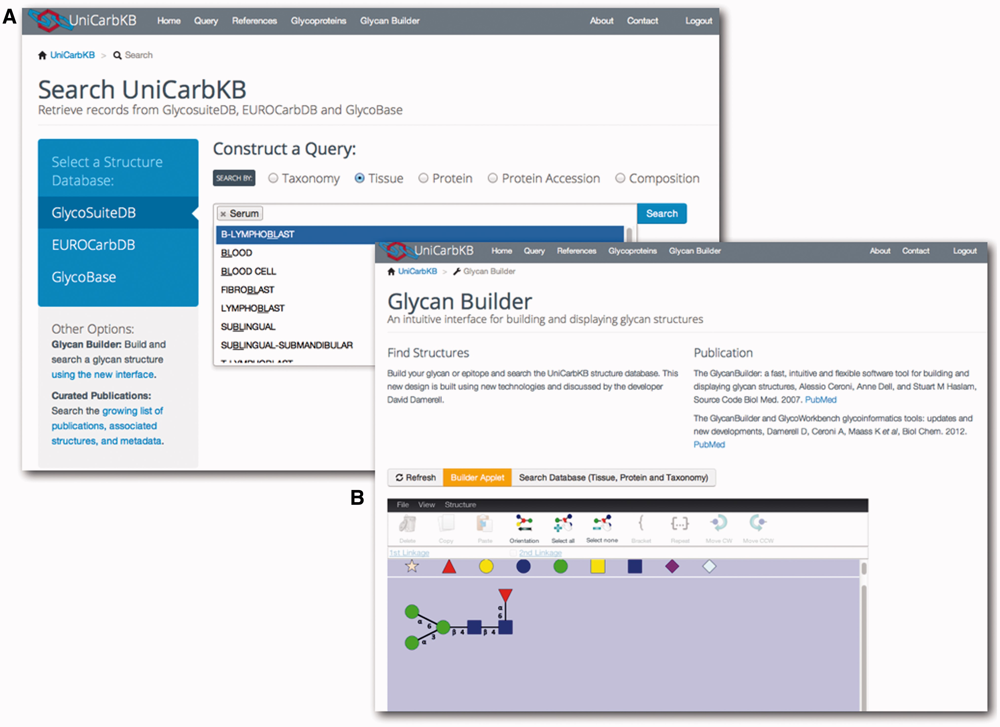 A
UniCarbKB Home Query References Glycoproteins Glycan Builder About Contact Logout
UniCarbKB > Search
Search UniCarbKB
Retrieve records from GlycosuiteDB, EUROCarbDB and GlycoBase
Select a Structure
Database:
GlycoSuiteDB
EUROCarbDB
GlycoBase
Other Options:
Glycan Builder: Build and
search a glycan structure
using the new interface.
Curated Publications:
Search the growing list of
publications, associated
structures, and metadata.
Construct a Query:
SEARCH BY: Taxonomy Tissue Protein Protein Accession Composition
× Serum
Search
B-LYMPHOBLAST
BLOOD
BLOOD CELL
FIBROBLAST
LYMPHOBLAST
SUBLINGUAL
SUBLINGUAL-SUBMANDIBULAR
T-LYMPHOBLAST
B
UniCarbKB Home Query References Glycoproteins Glycan Builder About Contact Logout
UniCarbKB > Glycan Builder
Glycan Builder
An intuitive interface for building and displaying glycan structures
Find Structures
Build your glycan or epitope and search the UniCarbKB structure database. This
new design is built using new technologies and discussed by the developer
David Damerell.
Publication
The GlycanBuilder: a fast, intuitive and flexible software tool for building and
displaying glycan structures, Alessio Ceroni, Anne Dell, and Stuart M Haslam,
Source Code Biol Med. 2007. PubMed
The GlycanBuilder and GlycoWorkbench glycoinformatics tools: updates and
new developments, Damerell D, Ceroni A, Maass K et al, Biol Chem. 2012.
PubMed
Refresh Builder Applet Search Database (Tissue, Protein and Taxonomy)
File View Structure
Delete Copy Paste Orientation Select all Select none Bracket Repeat Move CW Move CCW
1st Linkage 2nd Linkage
α
6
α 6
β 4 β 4
3
α